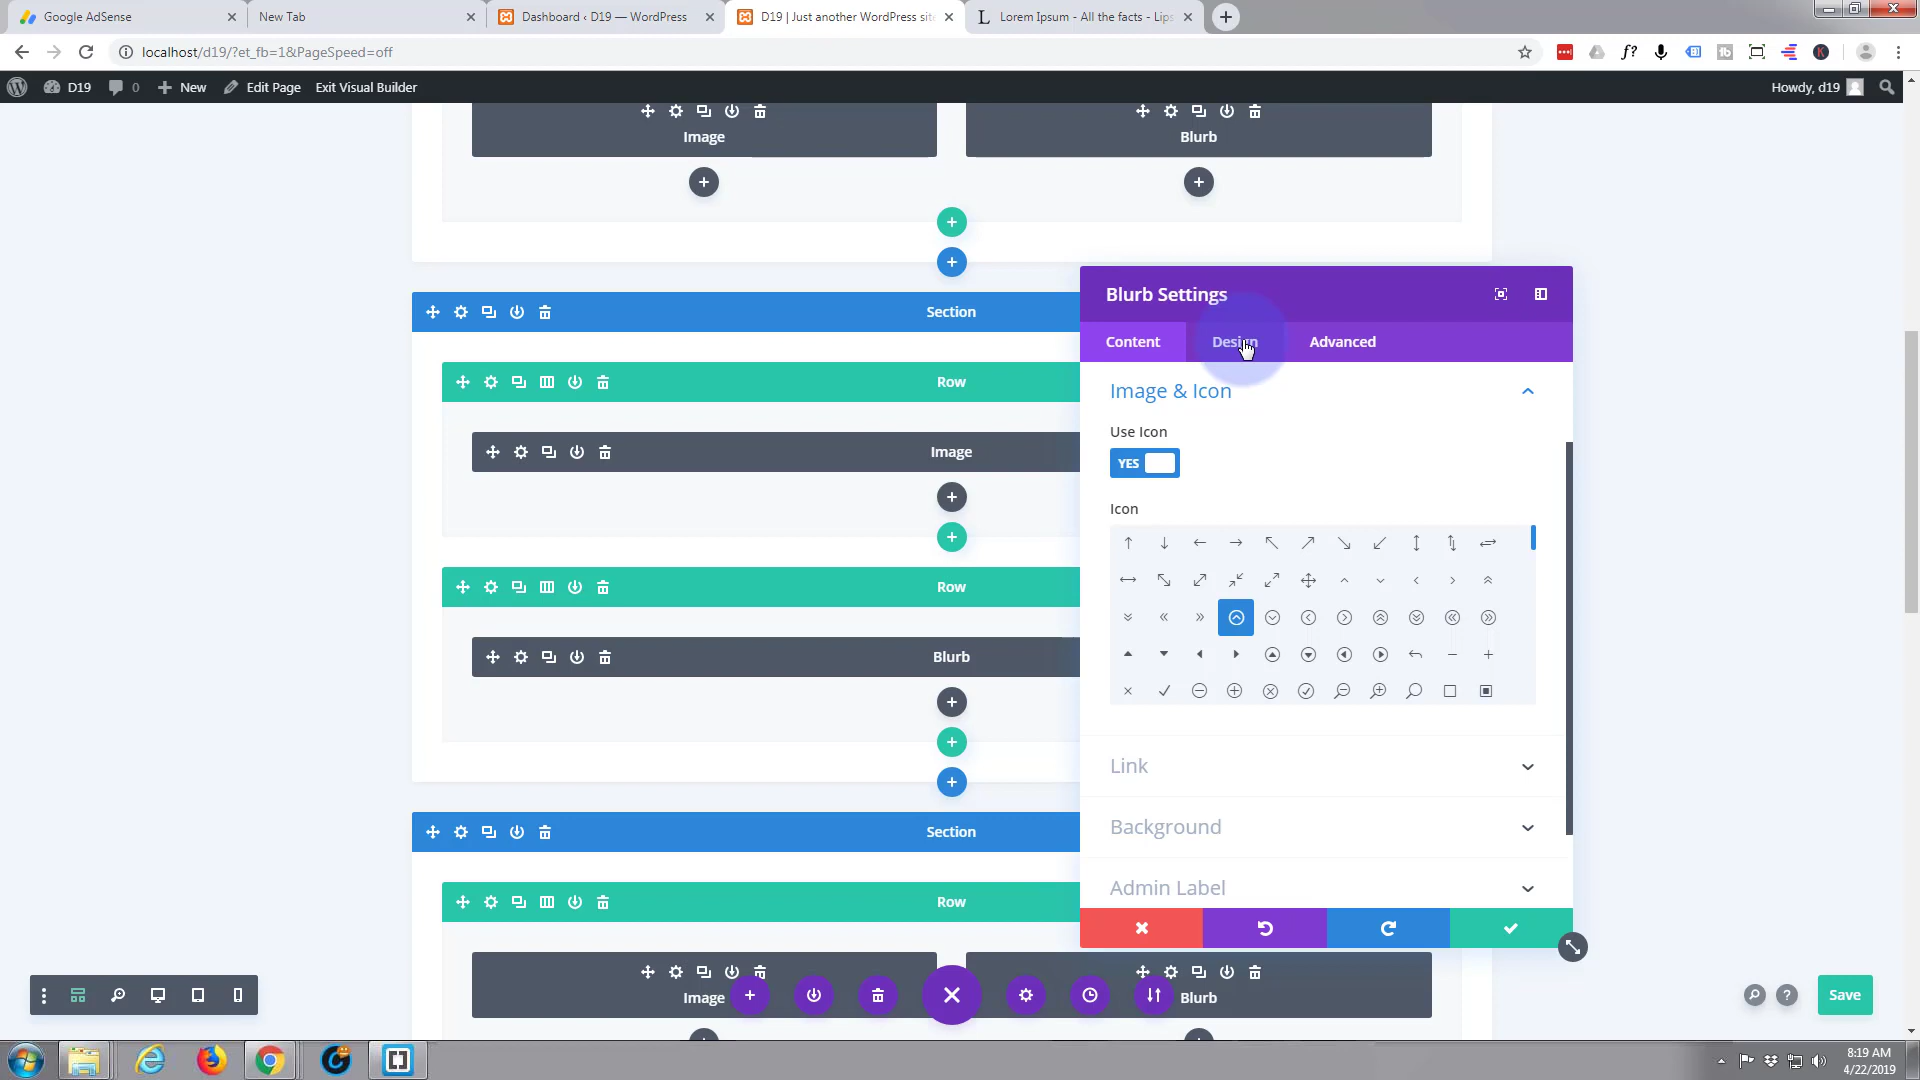 Google AdSense
New Tab
Dashboard ‹ D19 — WordPress
D19 | Just another WordPress site
Lorem Ipsum - All the facts - Lips
localhost/d19/?et_fb=1&PageSpeed=off
D19
0
New
Edit Page
Exit Visual Builder
Howdy, d19
Image
Blurb
Section
Row
Image
Row
Blurb
Section
Row
Image
Blurb
Blurb Settings
Content
Design
Advanced
Image & Icon
Use Icon
YES
Icon
Link
Background
Admin Label
Save
8:19 AM
4/22/2019